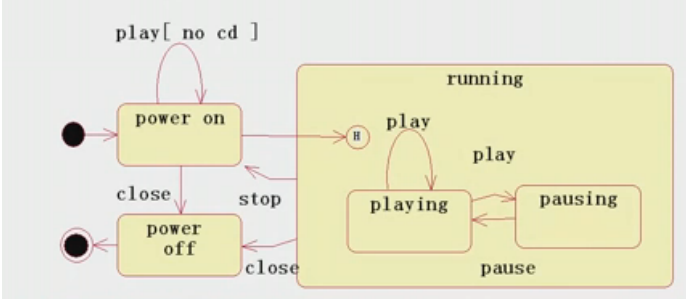 play[ no cd ]
running
power on
H
play
play
close
stop
playing
pausing
power
off
close
pause